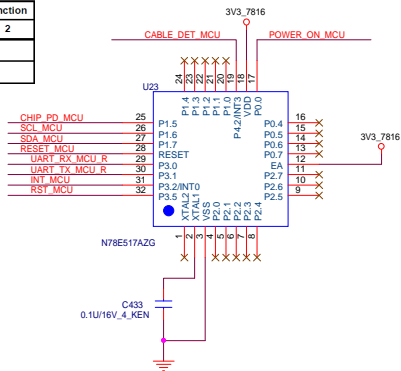 nction
2
3V3_7816
CABLE_DET_MCU
POWER_ON_MCU
U23
24
23
22
21
20
19
18
17
P1.4
P1.3
P1.2
P1.1
P1.0
P4.2/INT3
VDD
P0.0
CHIP_PD_MCU 25 P1.5
SCL_MCU 26 P1.6
SDA_MCU 27 P1.7
RESET_MCU 28 RESET
UART_RX_MCU_R 29 P3.0
UART_TX_MCU_R 30 P3.1
INT_MCU 31 P3.2/INT0
RST_MCU 32 P3.5
P0.4 16
P0.5 15
P0.6 14
P0.7 13
EA 12
P2.7 11
P2.6 10
P2.5 9
3V3_7816
XTAL2
XTAL1
VSS
P2.0
P2.1
P2.2
P2.3
P2.4
N78E517AZG
1
2
3
4
5
6
7
8
C433
0.1U/16V_4_KEN